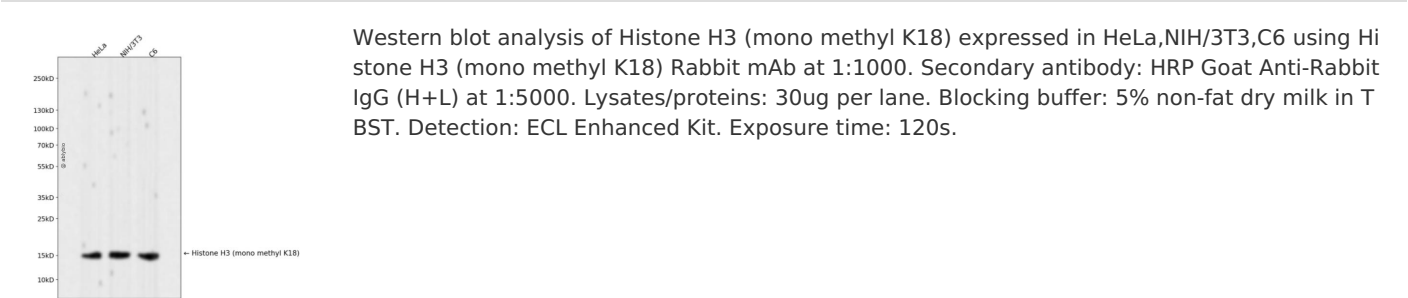 HeLa
NIH/3T3
C6
250kD
130kD
100kD
70kD
55kD
35kD
25kD
15kD
10kD
@ abbybio
← Histone H3 (mono methyl K18)
Western blot analysis of Histone H3 (mono methyl K18) expressed in HeLa,NIH/3T3,C6 using Hi
stone H3 (mono methyl K18) Rabbit mAb at 1:1000. Secondary antibody: HRP Goat Anti-Rabbit
IgG (H+L) at 1:5000. Lysates/proteins: 30ug per lane. Blocking buffer: 5% non-fat dry milk in T
BST. Detection: ECL Enhanced Kit. Exposure time: 120s.